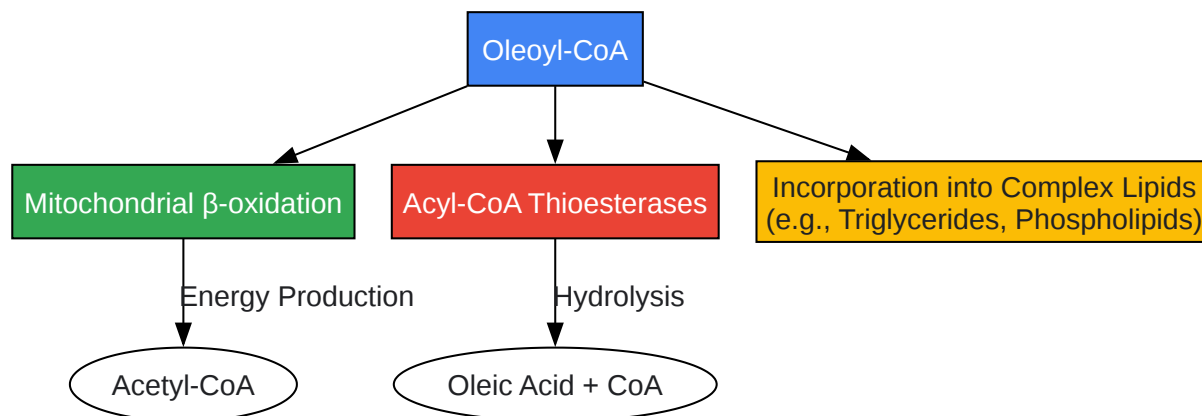 Oleoyl-CoA
Mitochondrial β-oxidation
Acyl-CoA Thioesterases
Incorporation into Complex Lipids
(e.g., Triglycerides, Phospholipids)
Energy Production
Hydrolysis
Acetyl-CoA
Oleic Acid + CoA